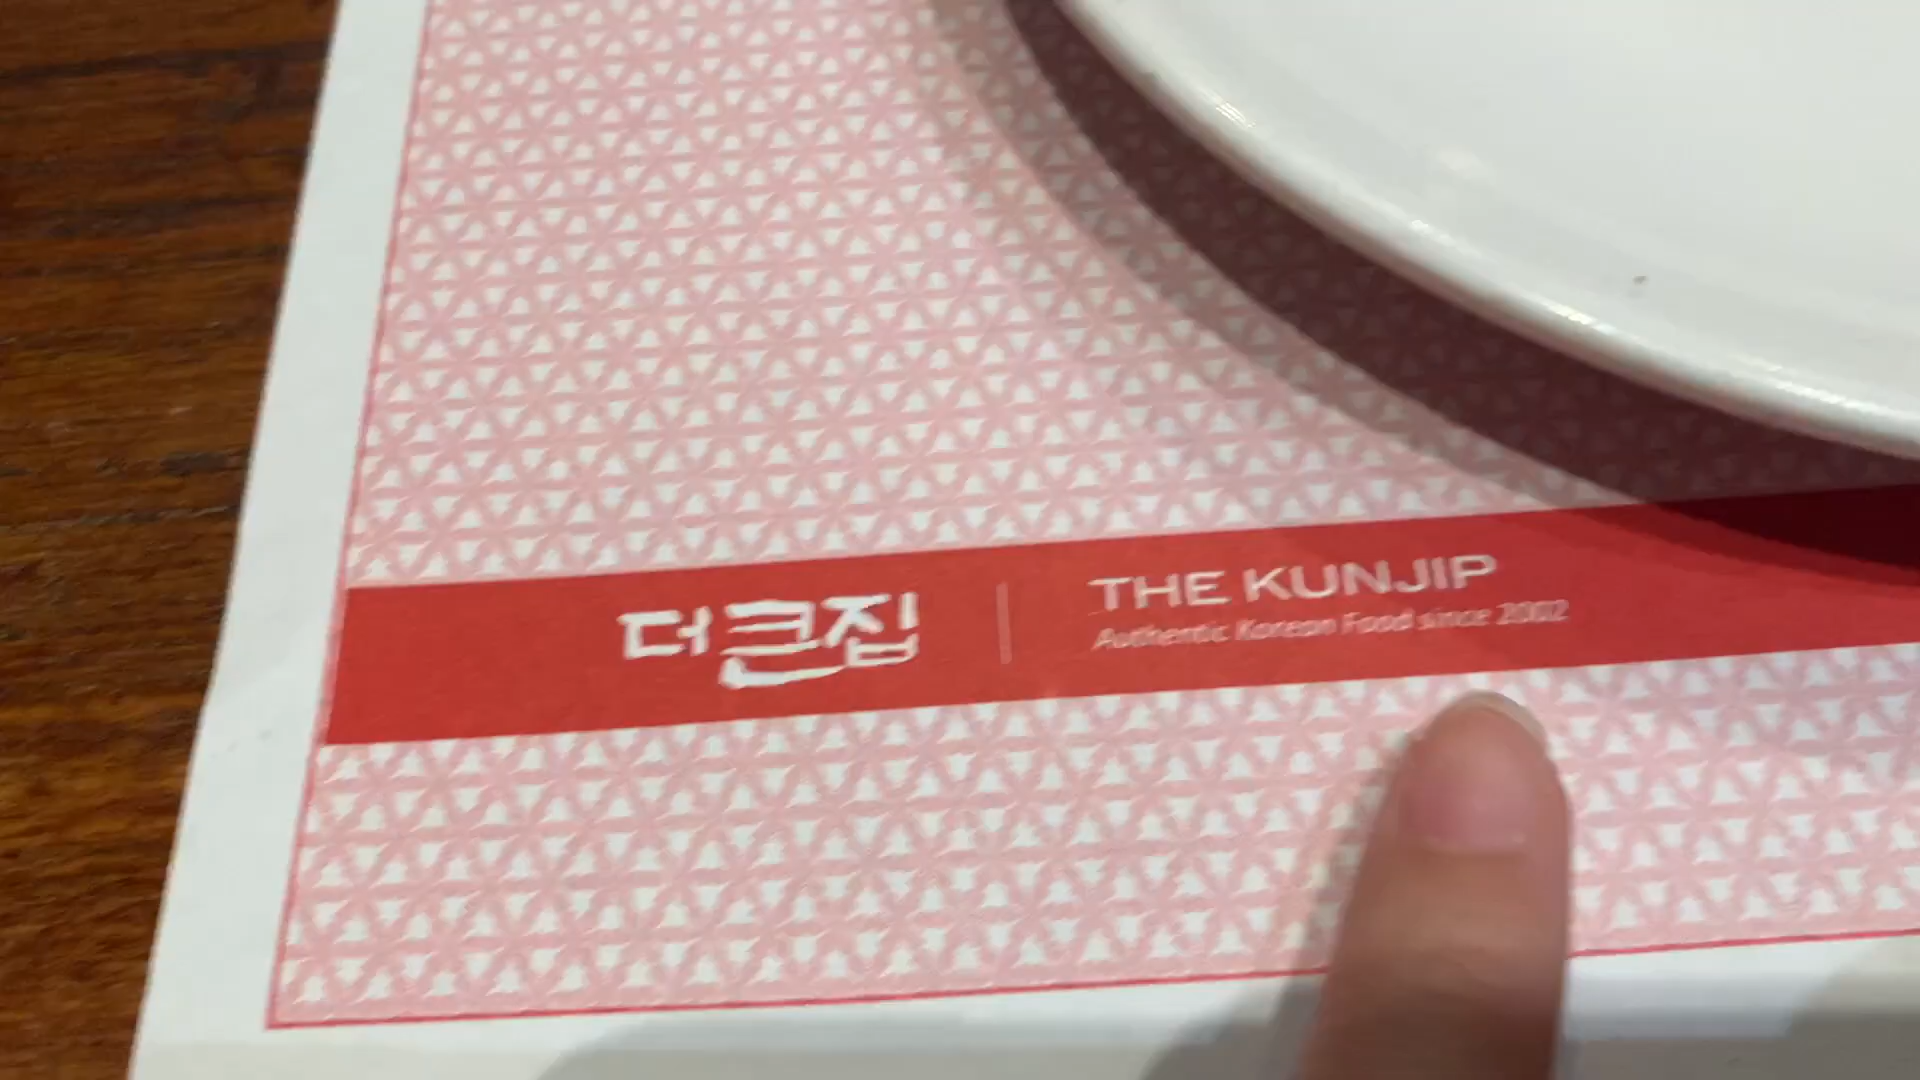 더큰집
THE KUNJIP
Authentic Korean Food since 2002